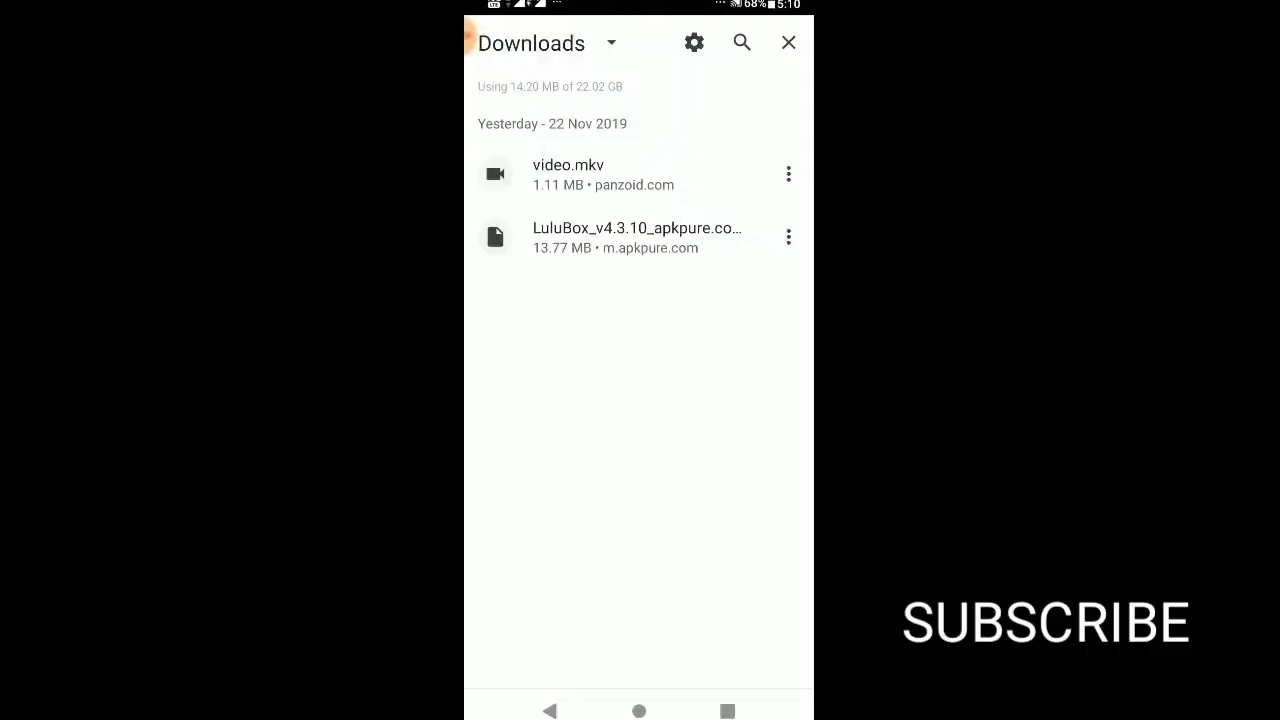 LTE 68% 5:10
Downloads
Using 14.20 MB of 22.02 GB
Yesterday - 22 Nov 2019
video.mkv
1.11 MB • panzoid.com
LuluBox_v4.3.10_apkpure.co...
13.77 MB • m.apkpure.com
SUBSCRIBE